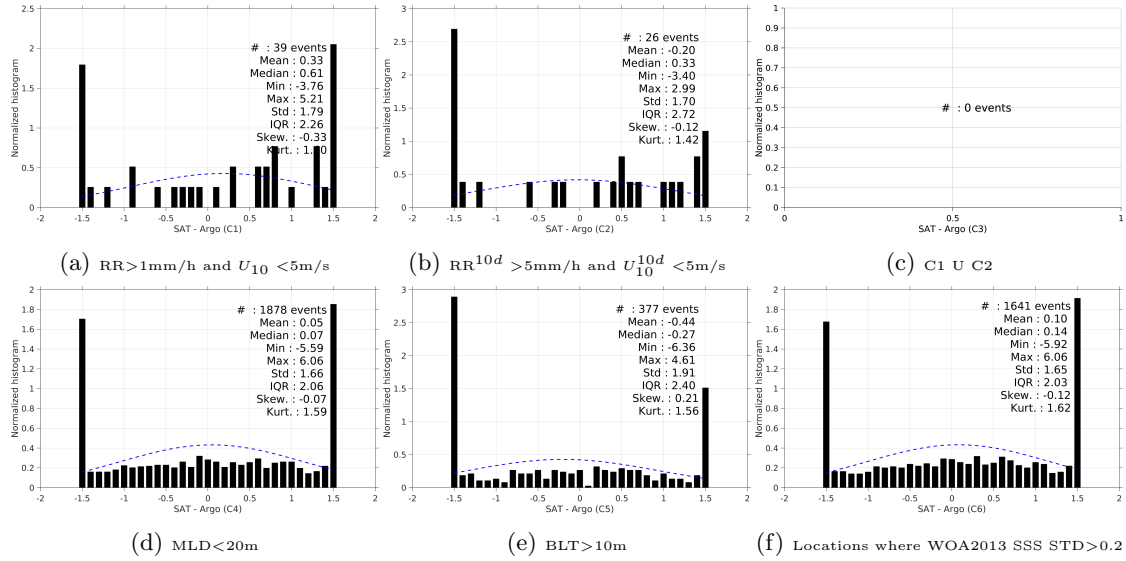 Normalized histogram
2.5
2
1.5
1
0.5
0
# : 39 events
Mean : 0.33
Median : 0.61
Min : -3.76
Max : 5.21
Std : 1.79
IQR : 2.26
Skew. : -0.33
Kurt. :
-2 -1.5 -1 -0.5 0 0.5 1 1.5 2
SAT - Argo (C1)
(a) RR>1mm/h and U10 <5m/s
Normalized histogram
3
2.5
2
1.5
1
0.5
0
# : 26 events
Mean : -0.20
Median : 0.33
Min : -3.40
Max : 2.99
Std : 1.70
IQR : 2.72
Skew. : -0.12
Kurt. : 1.42
-2 -1.5 -1 -0.5 0 0.5 1 1.5 2
SAT - Argo (C2)
(b) RR^10d >5mm/h and U10^10d <5m/s
Normalized histogram
1
0.9
0.8
0.7
0.6
0.5
0.4
0.3
0.2
0.1
0
# : 0 events
0 0.5 1
SAT - Argo (C3)
(c) C1 U C2
Normalized histogram
2
1.8
1.6
1.4
1.2
1
0.8
0.6
0.4
0.2
0
# : 1878 events
Mean : 0.05
Median : 0.07
Min : -5.59
Max : 6.06
Std : 1.66
IQR : 2.06
Skew. : -0.07
Kurt. : 1.59
-2 -1.5 -1 -0.5 0 0.5 1 1.5 2
SAT - Argo (C4)
(d) MLD<20m
Normalized histogram
3
2.5
2
1.5
1
0.5
0
# : 377 events
Mean : -0.44
Median : -0.27
Min : -6.36
Max : 4.61
Std : 1.91
IQR : 2.40
Skew. : 0.21
Kurt. : 1.56
-2 -1.5 -1 -0.5 0 0.5 1 1.5 2
SAT - Argo (C5)
(e) BLT>10m
Normalized histogram
2
1.8
1.6
1.4
1.2
1
0.8
0.6
0.4
0.2
0
# : 1641 events
Mean : 0.10
Median : 0.14
Min : -5.92
Max : 6.06
Std : 1.65
IQR : 2.03
Skew. : -0.12
Kurt. : 1.62
-2 -1.5 -1 -0.5 0 0.5 1 1.5 2
SAT - Argo (C6)
(f) Locations where WOA2013 SSS STD>0.2